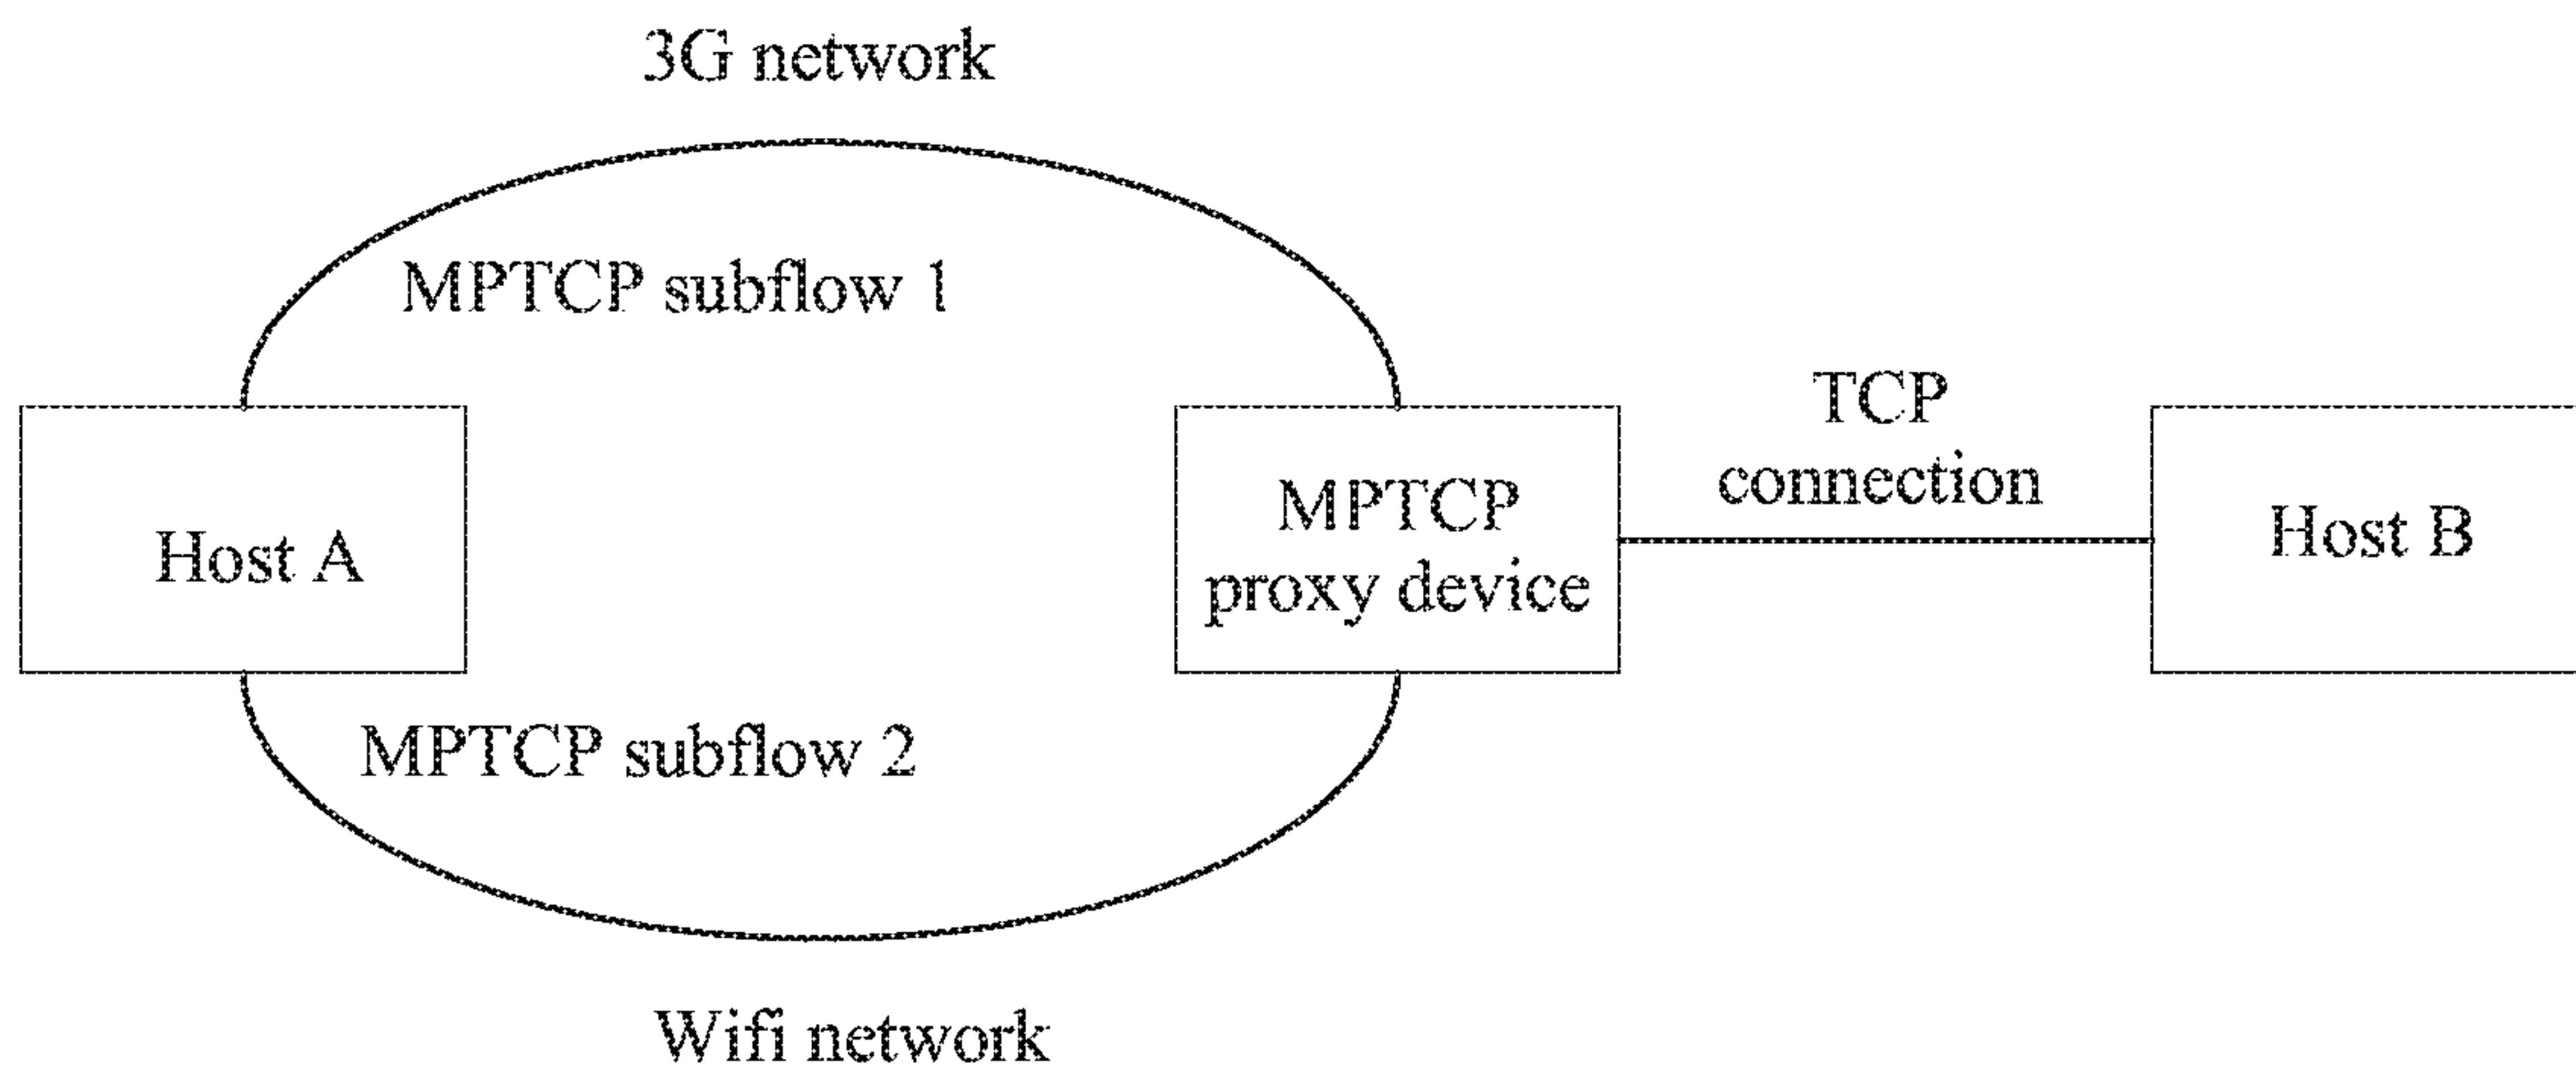 3G network
MPTCP subflow 1
Host A
MPTCP
proxy device
TCP
connection
Host B
MPTCP subflow 2
Wifi network